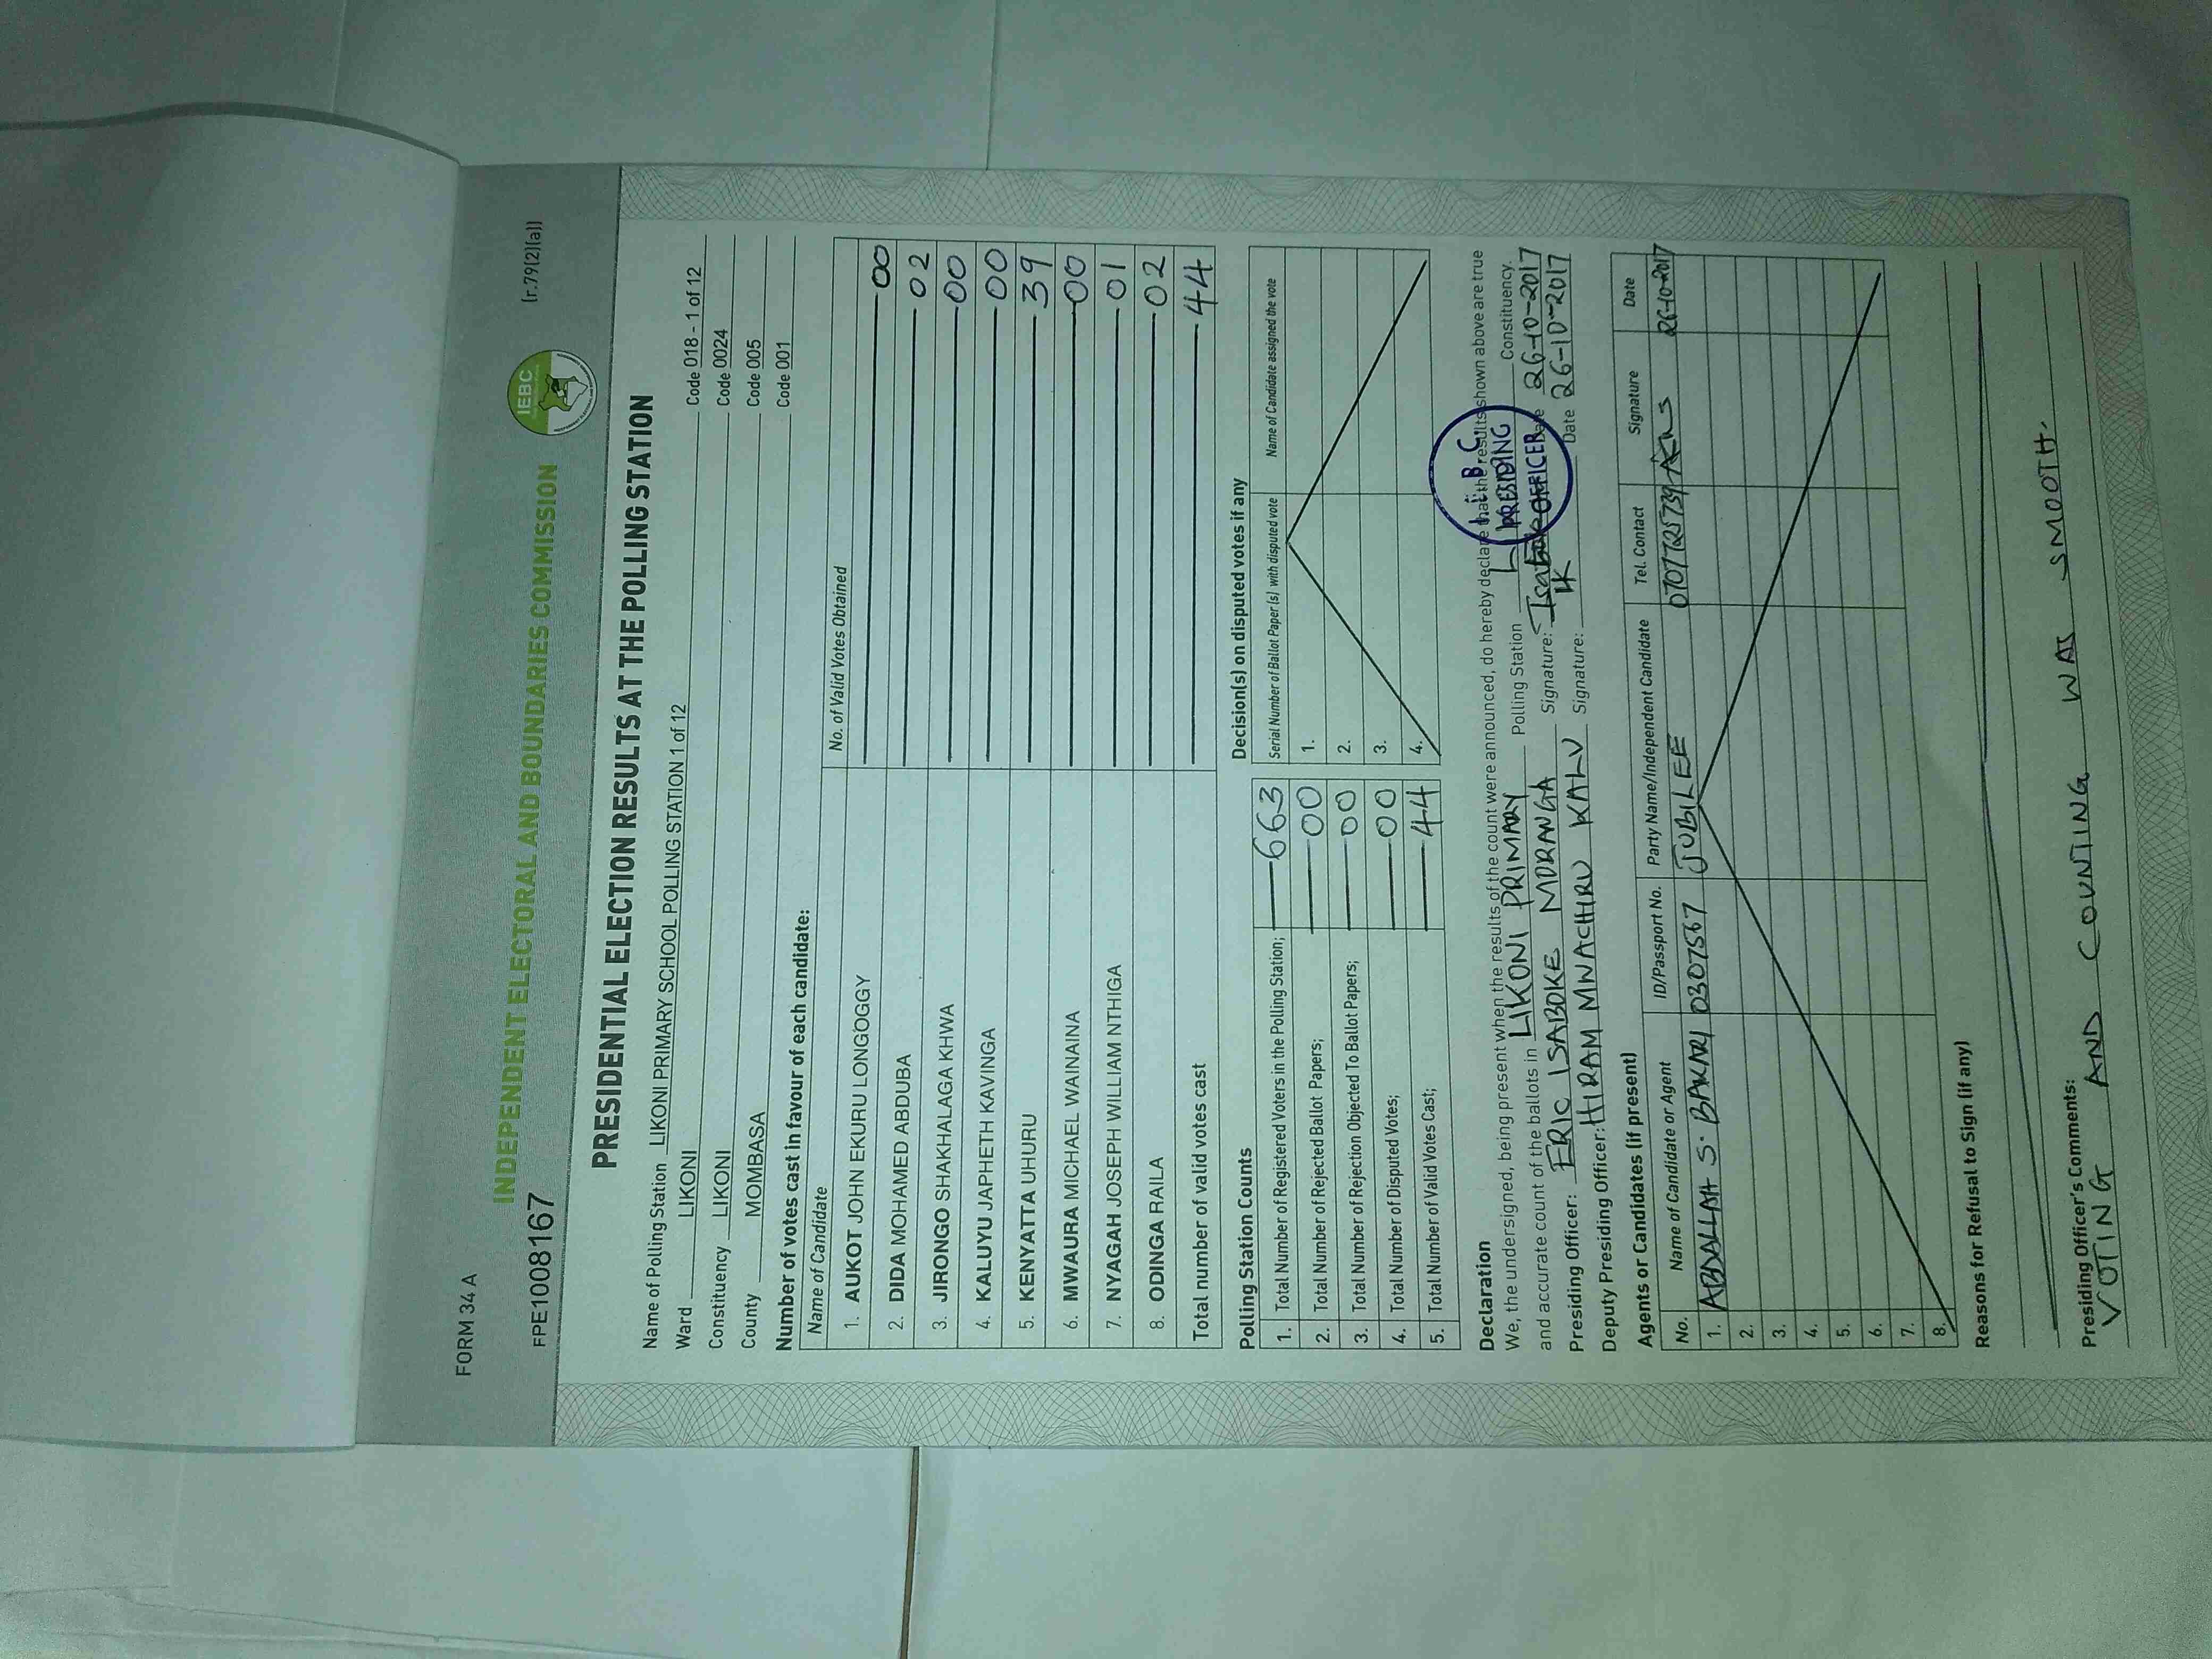 FORM 34 A
INDEPENDENT ELECTORAL AND BOUNDARIES COMMISSION
IEBC
(r.79(2)(a))
FPE1008167
PRESIDENTIAL ELECTION RESULTS AT THE POLLING STATION
Name of Polling Station LIKONI PRIMARY SCHOOL POLLING STATION 1 of 12
Ward LIKONI Code 018 - 1 of 12
Constituency LIKONI Code 0024
County MOMBASA Code 005
Code 001
Number of votes cast in favour of each candidate:
Name of Candidate No. of Valid Votes Obtained
1. AUKOT JOHN EKURU LONGOGGY 00
2. DIDA MOHAMED ABDUBA 02
3. JIRONGO SHAKHALAGA KHWA 00
4. KALUYU JAPHETH KAVINGA 00
5. KENYATTA UHURU 39
6. MWAURA MICHAEL WAINAINA 00
7. NYAGAH JOSEPH WILLIAM NTHIGA 01
8. ODINGA RAILA 02
Total number of valid votes cast 44
Polling Station Counts
1. Total Number of Registered Voters in the Polling Station; 663
2. Total Number of Rejected Ballot Papers; 00
3. Total Number of Rejection Objected To Ballot Papers; 00
4. Total Number of Disputed Votes; 00
5. Total Number of Valid Votes Cast; 44
Decision(s) on disputed votes if any
Serial Number of Ballot Paper (s) with disputed vote Name of Candidate assigned the vote
1.
2.
3.
4.
Declaration
We, the undersigned, being present when the results of the count were announced, do hereby declare that the results shown above are true
and accurate count of the ballots in LIKONI PRIMARY Polling Station Constituency.
Presiding Officer: ERIC ISABOKE MORANGA Signature: Date 26-10-2017
Deputy Presiding Officer: HIRAM MNACHIRU KALU Signature: Date 26-10-2017
I.E.B.C
PRESIDING
OFFICER
Agents or Candidates (if present)
No. Name of Candidate or Agent ID/Passport No. Party Name/Independent Candidate Tel. Contact Signature Date
1. ABDALLAH S. BAKARI 0307567 JUBILEE 0707725739 26-10-2017
2.
3.
4.
5.
6.
7.
8.
Reasons for Refusal to Sign (if any)
Presiding Officer's Comments:
VOTING AND COUNTING WAS SMOOTH.